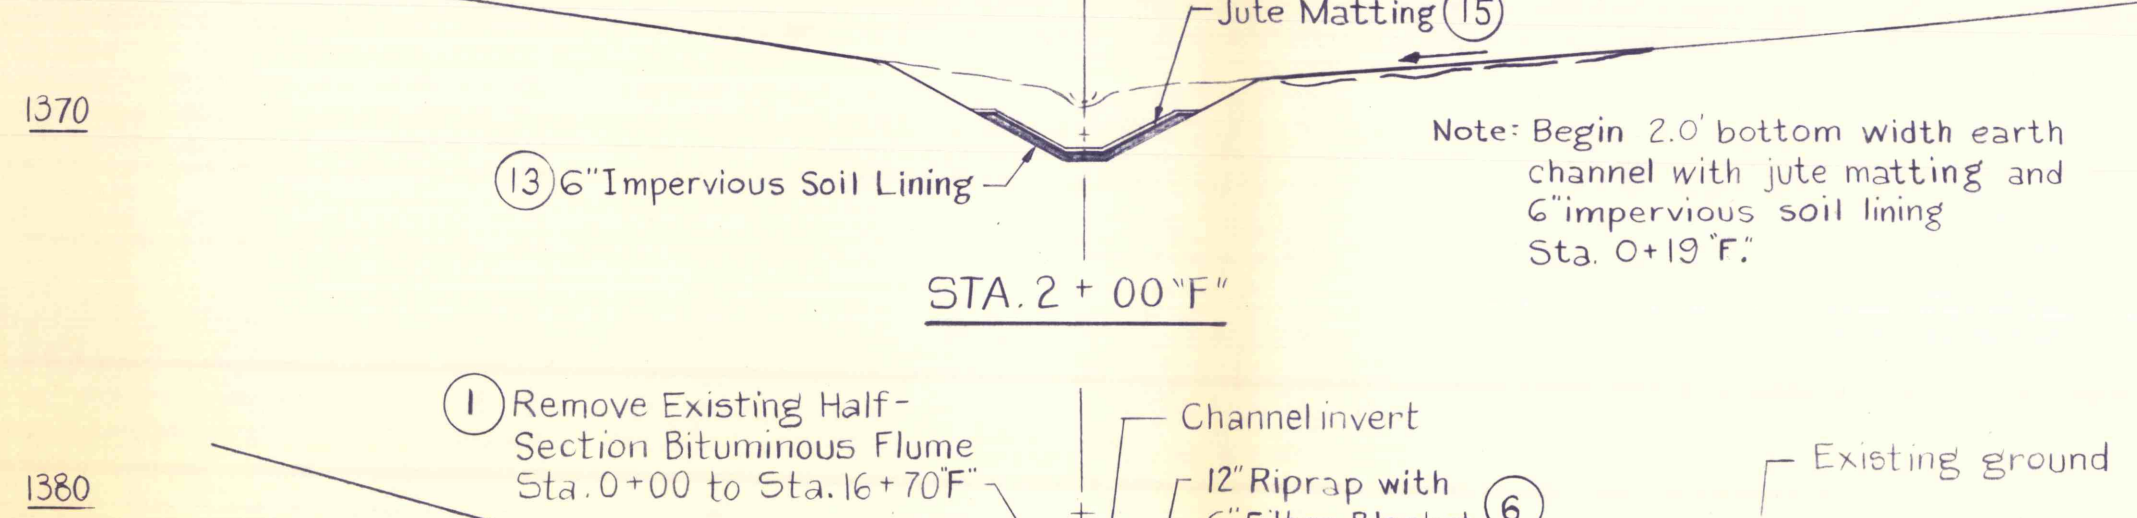 Jute Matting (15)
1370
Note: Begin 2.0' bottom width earth
channel with jute matting and
6" impervious soil lining
Sta. 0+19 "F."
(13) 6" Impervious Soil Lining
STA. 2 + 00 "F"
(1) Remove Existing Half-
Section Bituminous Flume
Sta. 0+00 to Sta. 16+70 "F"
Channel invert
12" Riprap with
(6)
Existing ground
1380